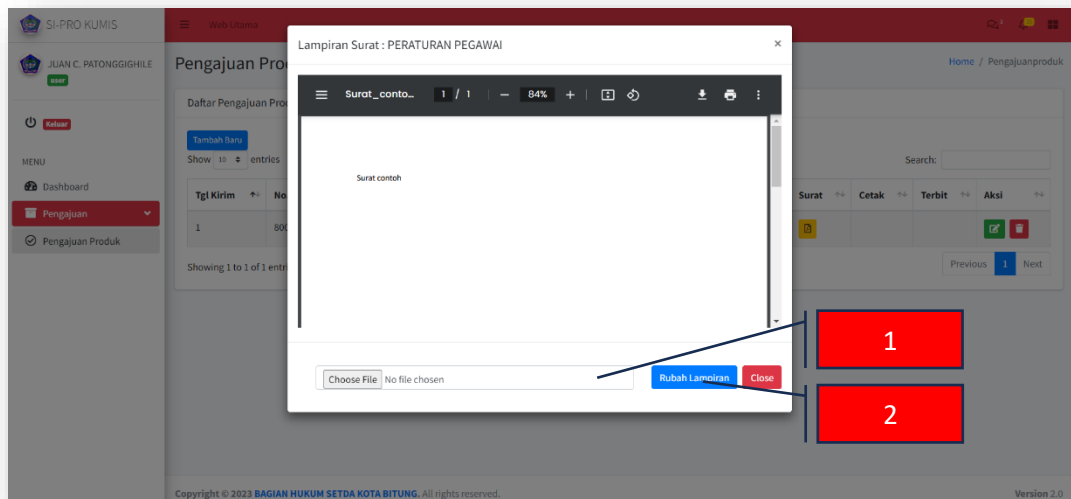 SI-PRO KUMIS
Web Utama
JUAN C. PATONGGIGHILE
user
Keluar
MENU
Dashboard
Pengajuan
Pengajuan Produk
Pengajuan Pro
Home / Pengajuanproduk
Daftar Pengajuan Pro
Tambah Baru
Show 10 entries
Search:
Tgl Kirim No
Surat Cetak Terbit Aksi
1 800
Showing 1 to 1 of 1 entri
Previous 1 Next
Lampiran Surat : PERATURAN PEGAWAI ×
Surat_conto... 1 / 1 — 84% +
Surat contoh
Choose File No file chosen
Rubah Lampiran Close
1
2
Copyright © 2023 BAGIAN HUKUM SETDA KOTA BITUNG. All rights reserved.
Version 2.0